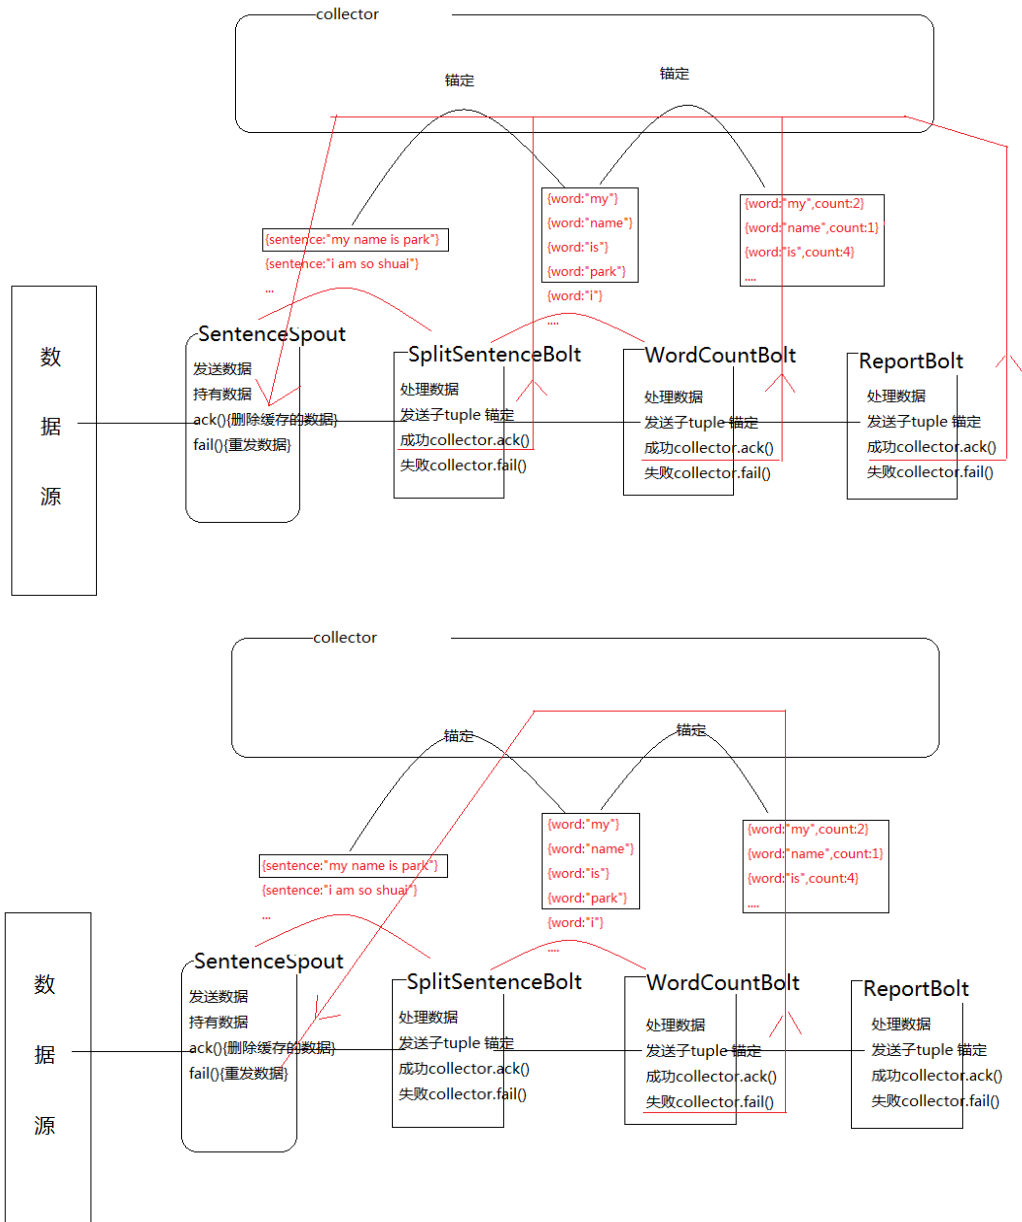 collector
锚定
锚定
{word:"my"}
{word:"name"}
{word:"is"}
{word:"park"}
{word:"i"}
....
{word:"my",count:2}
{word:"name",count:1}
{word:"is",count:4}
....
{sentence:"my name is park"}
{sentence:"i am so shuai"}
...
数
据
源
SentenceSpout
发送数据
持有数据
ack(){删除缓存的数据}
fail(){重发数据}
SplitSentenceBolt
处理数据
发送子tuple 锚定
成功collector.ack()
失败collector.fail()
WordCountBolt
处理数据
发送子tuple 锚定
成功collector.ack()
失败collector.fail()
ReportBolt
处理数据
发送子tuple 锚定
成功collector.ack()
失败collector.fail()
collector
锚定
锚定
{word:"my"}
{word:"name"}
{word:"is"}
{word:"park"}
{word:"i"}
....
{word:"my",count:2}
{word:"name",count:1}
{word:"is",count:4}
....
{sentence:"my name is park"}
{sentence:"i am so shuai"}
...
数
据
源
SentenceSpout
发送数据
持有数据
ack(){删除缓存的数据}
fail(){重发数据}
SplitSentenceBolt
处理数据
发送子tuple 锚定
成功collector.ack()
失败collector.fail()
WordCountBolt
处理数据
发送子tuple 锚定
成功collector.ack()
失败collector.fail()
ReportBolt
处理数据
发送子tuple 锚定
成功collector.ack()
失败collector.fail()